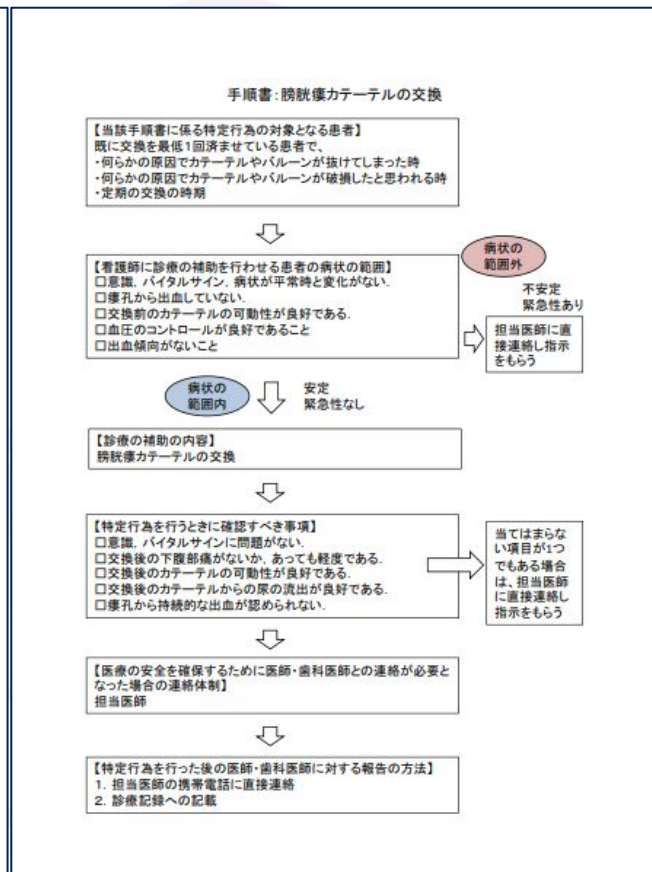 手順書：膀胱瘻カテーテルの交換
【当該手順書に係る特定行為の対象となる患者】
既に交換を最低1回済ませている患者で、
・何らかの原因でカテーテルやバルーンが抜けてしまった時
・何らかの原因でカテーテルやバルーンが破損したと思われる時
・定期の交換の時期
【看護師に診療の補助を行わせる患者の病状の範囲】
□意識，バイタルサイン，病状が平常時と変化がない.
□瘻孔から出血していない.
□交換前のカテーテルの可動性が良好である.
□血圧のコントロールが良好であること
□出血傾向がないこと
病状の
範囲外
不安定
緊急性あり
担当医師に直
接連絡し指示
をもらう
病状の
範囲内
安定
緊急性なし
【診療の補助の内容】
膀胱瘻カテーテルの交換
【特定行為を行うときに確認すべき事項】
□意識，バイタルサインに問題がない.
□交換後の下腹部痛がないか，あっても軽度である.
□交換後のカテーテルの可動性が良好である.
□交換後のカテーテルからの尿の流出が良好である.
□瘻孔から持続的な出血が認められない.
当てはまらな
い項目が1つ
でもある場合
は、担当医師
に直接連絡し
指示をもらう
【医療の安全を確保するために医師・歯科医師との連絡が必要と
なった場合の連絡体制】
担当医師
【特定行為を行った後の医師・歯科医師に対する報告の方法】
1．担当医師の携帯電話に直接連絡
2．診療記録への記載